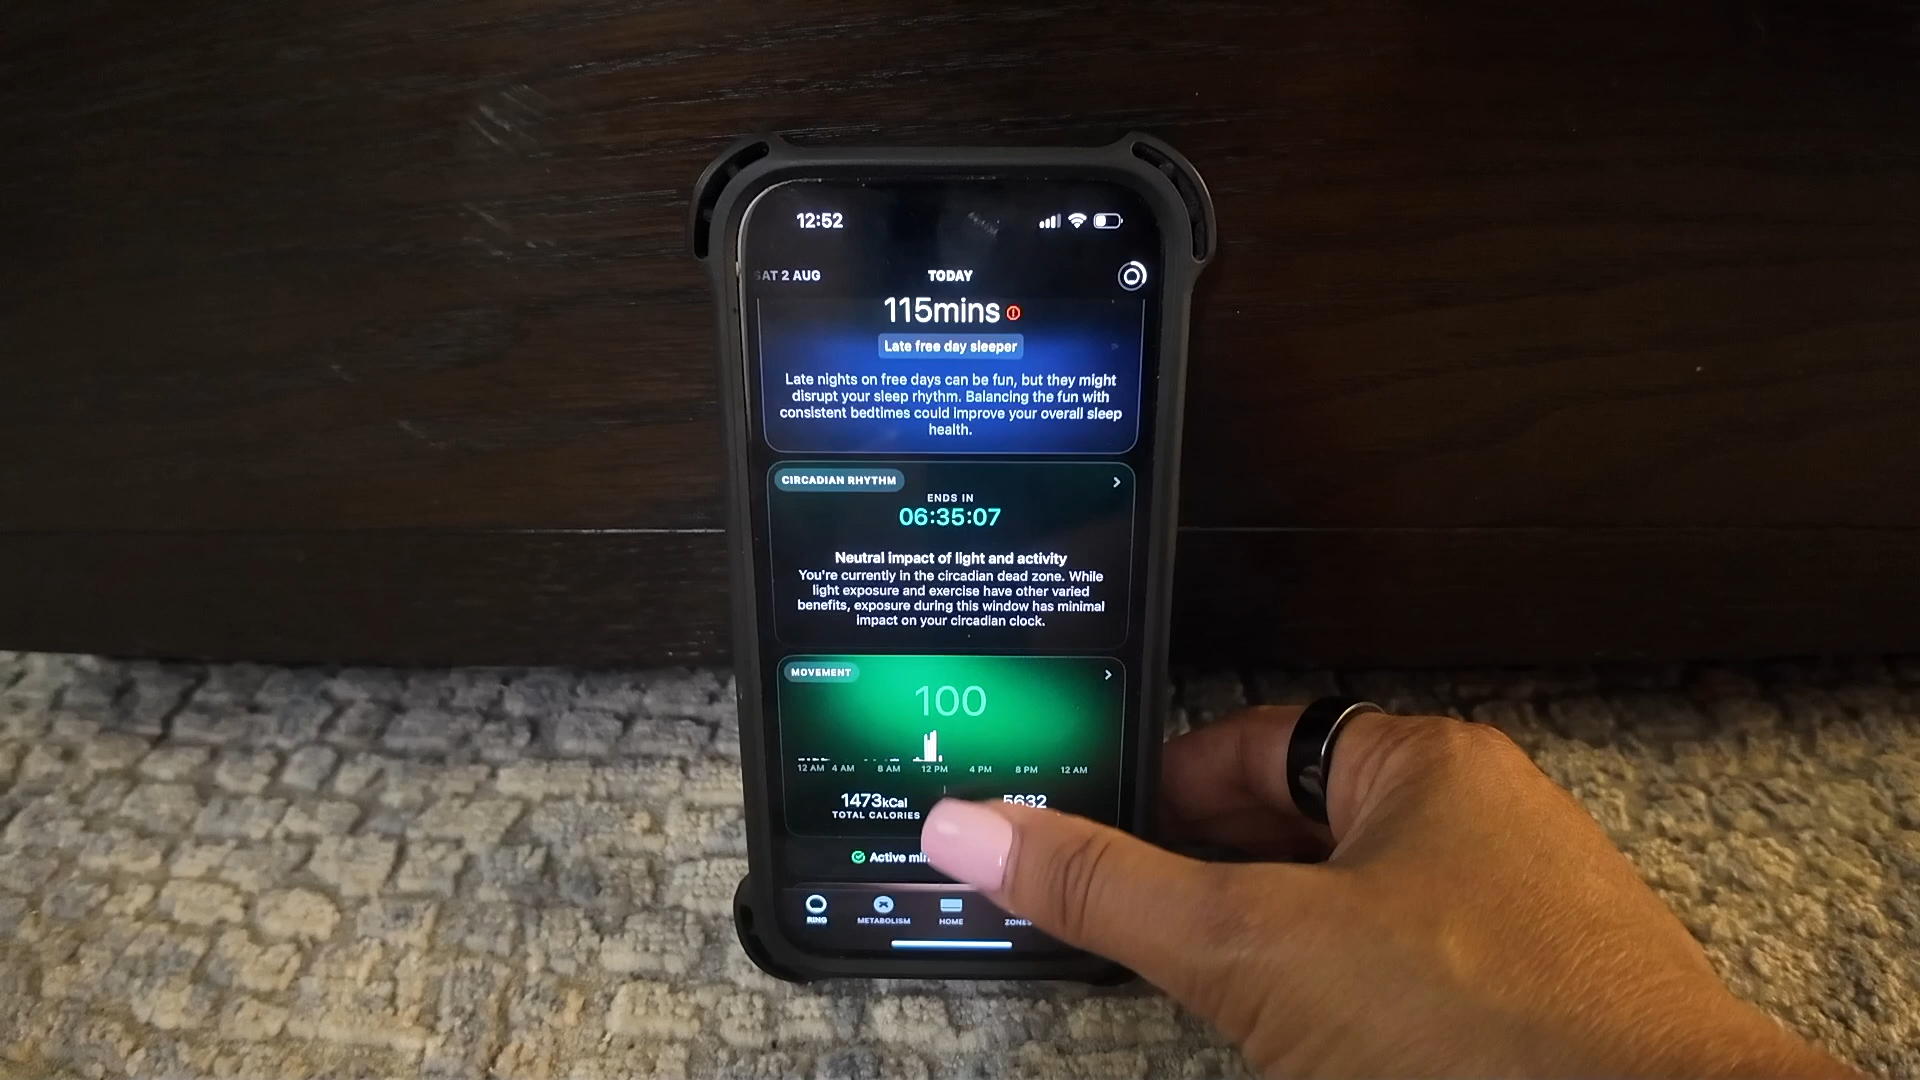 12:52
SAT 2 AUG
TODAY
115mins
Late free day sleeper
Late nights on free days can be fun, but they might
disrupt your sleep rhythm. Balancing the fun with
consistent bedtimes could improve your overall sleep
health.
CIRCADIAN RHYTHM
ENDS IN
06:35:07
Neutral impact of light and activity
You're currently in the circadian dead zone. While
light exposure and exercise have other varied
benefits, exposure during this window has minimal
impact on your circadian clock.
MOVEMENT
100
12 AM 4 AM 8 AM 12 PM 4 PM 8 PM 12 AM
1473kCal 5632
TOTAL CALORIES
Active
RING METABOLISM HOME